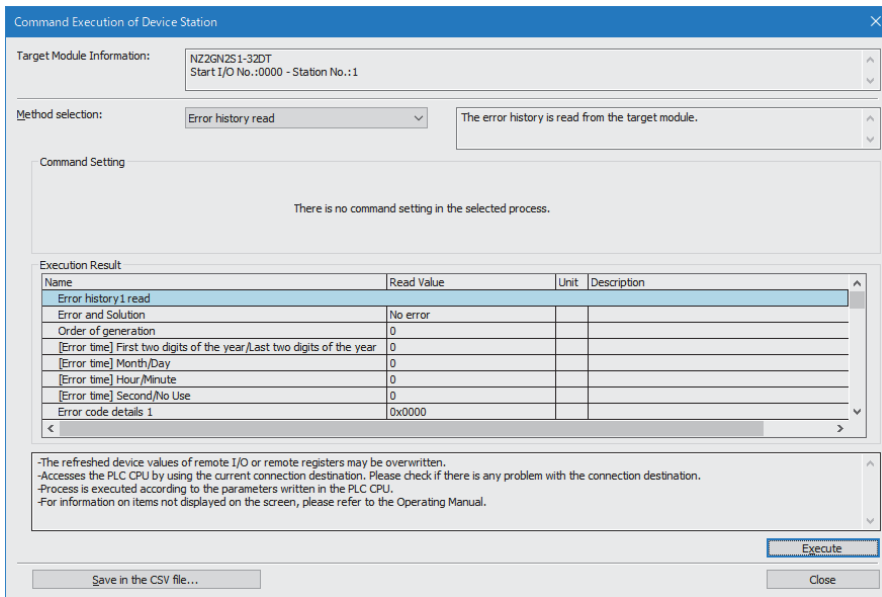 Command Execution of Device Station
Target Module Information:
NZ2GN2S1-32DT
Start I/O No.:0000 - Station No.:1
Method selection:
Error history read
The error history is read from the target module.
Command Setting
There is no command setting in the selected process.
Execution Result
Name Read Value Unit Description
Error history1 read
Error and Solution No error
Order of generation 0
[Error time] First two digits of the year/Last two digits of the year 0
[Error time] Month/Day 0
[Error time] Hour/Minute 0
[Error time] Second/No Use 0
Error code details 1 0x0000
-The refreshed device values of remote I/O or remote registers may be overwritten.
-Accesses the PLC CPU by using the current connection destination. Please check if there is any problem with the connection destination.
-Process is executed according to the parameters written in the PLC CPU.
-For information on items not displayed on the screen, please refer to the Operating Manual.
Execute
Save in the CSV file...
Close